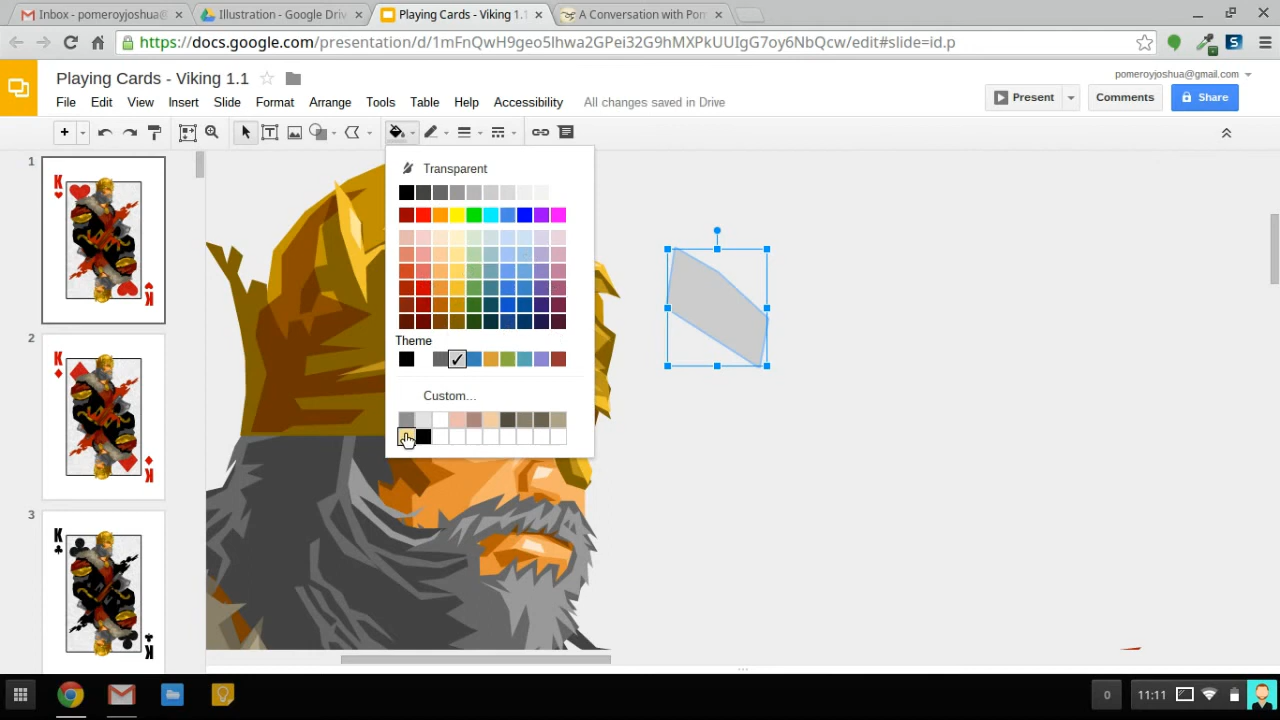 Inbox - pomeroyjoshua@
Illustration - Google Driv
Playing Cards - Viking 1.1
A Conversation with Pom
https://docs.google.com/presentation/d/1mFnQwH9geo5lhwa2GPei32G9hMXPkUUIgG7oy6NbQcw/edit#slide=id.p
Playing Cards - Viking 1.1
pomeroyjoshua@gmail.com
File Edit View Insert Format Slide Arrange Tools Table Help Accessibility All changes saved in Drive
Present
Comments
Share
Transparent
Theme
Custom...
1
K
K
2
K
K
3
K
K
0
11:11